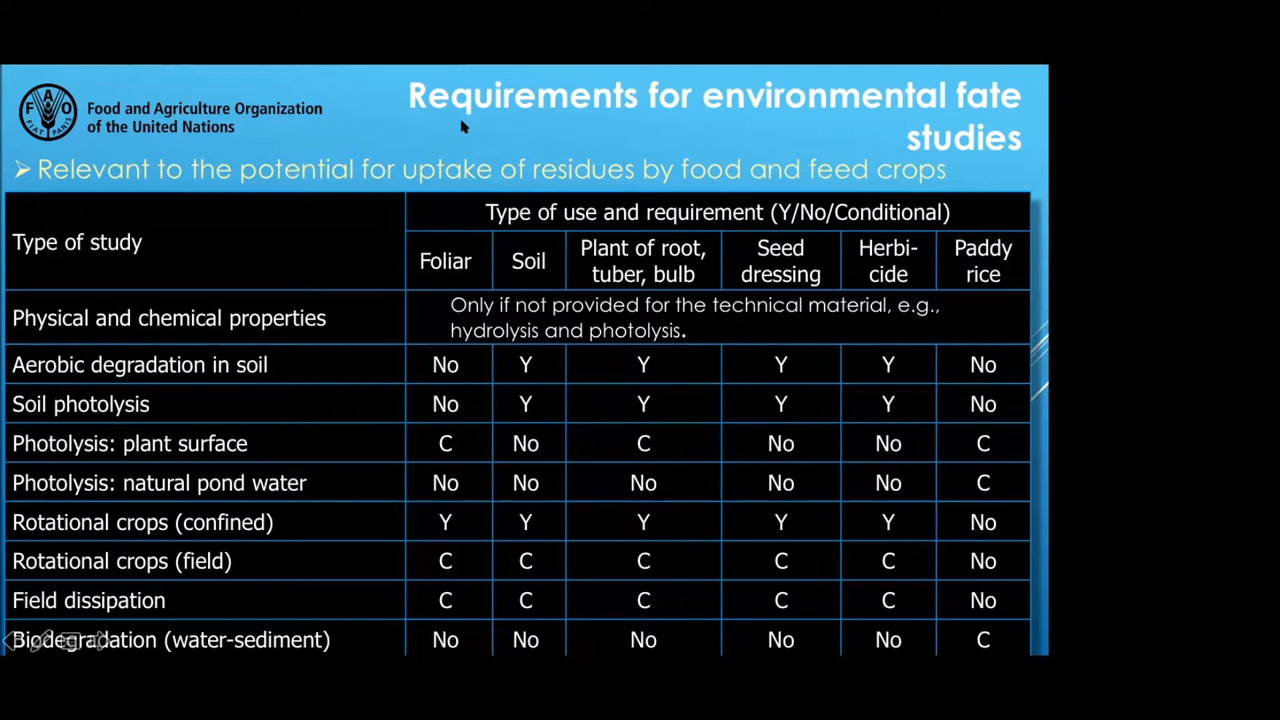 Requirements for environmental fate
studies
FAO
FIAT PANIS
Food and Agriculture Organization
of the United Nations
Relevant to the potential for uptake of residues by food and feed crops
Type of study
Type of use and requirement (Y/No/Conditional)
Foliar
Soil
Plant of root,
tuber, bulb
Seed
dressing
Herbi-
cide
Paddy
rice
Physical and chemical properties
Only if not provided for the technical material, e.g.,
hydrolysis and photolysis.
Aerobic degradation in soil No Y Y Y Y No
Soil photolysis No Y Y Y Y No
Photolysis: plant surface C No C No No C
Photolysis: natural pond water No No No No No C
Rotational crops (confined) Y Y Y Y Y No
Rotational crops (field) C C C C C No
Field dissipation C C C C C No
Biodegradation (water-sediment) No No No No No C